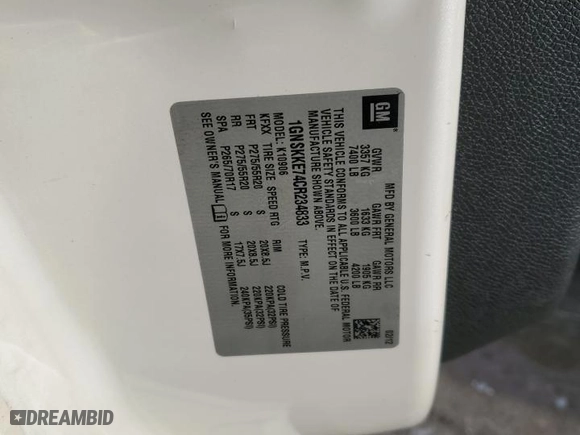 GM®
MFD BY GENERAL MOTORS LLC
03/12
GVWR GAWR FRT GAWR RR
3357 KG 1633 KG 1905 KG
7400 LB 3600 LB 4200 LB
THIS VEHICLE CONFORMS TO ALL APPLICABLE U.S. FEDERAL MOTOR
VEHICLE SAFETY STANDARDS IN EFFECT ON THE DATE OF
MANUFACTURE SHOWN ABOVE.
1GNSKKE74CR234833 TYPE: M.P.V.
MODEL: K10906
KFXX TIRE SIZE SPEED RTG RIM COLD TIRE PRESSURE
FRT P275/55R20 S 20X8.5J 220KPA(32PSI)
RR P275/55R20 S 20X8.5J 220KPA(32PSI)
SPA P265/70R17 S 17X7.5J 240KPA(35PSI)
SEE OWNER'S MANUAL
DREAMBID